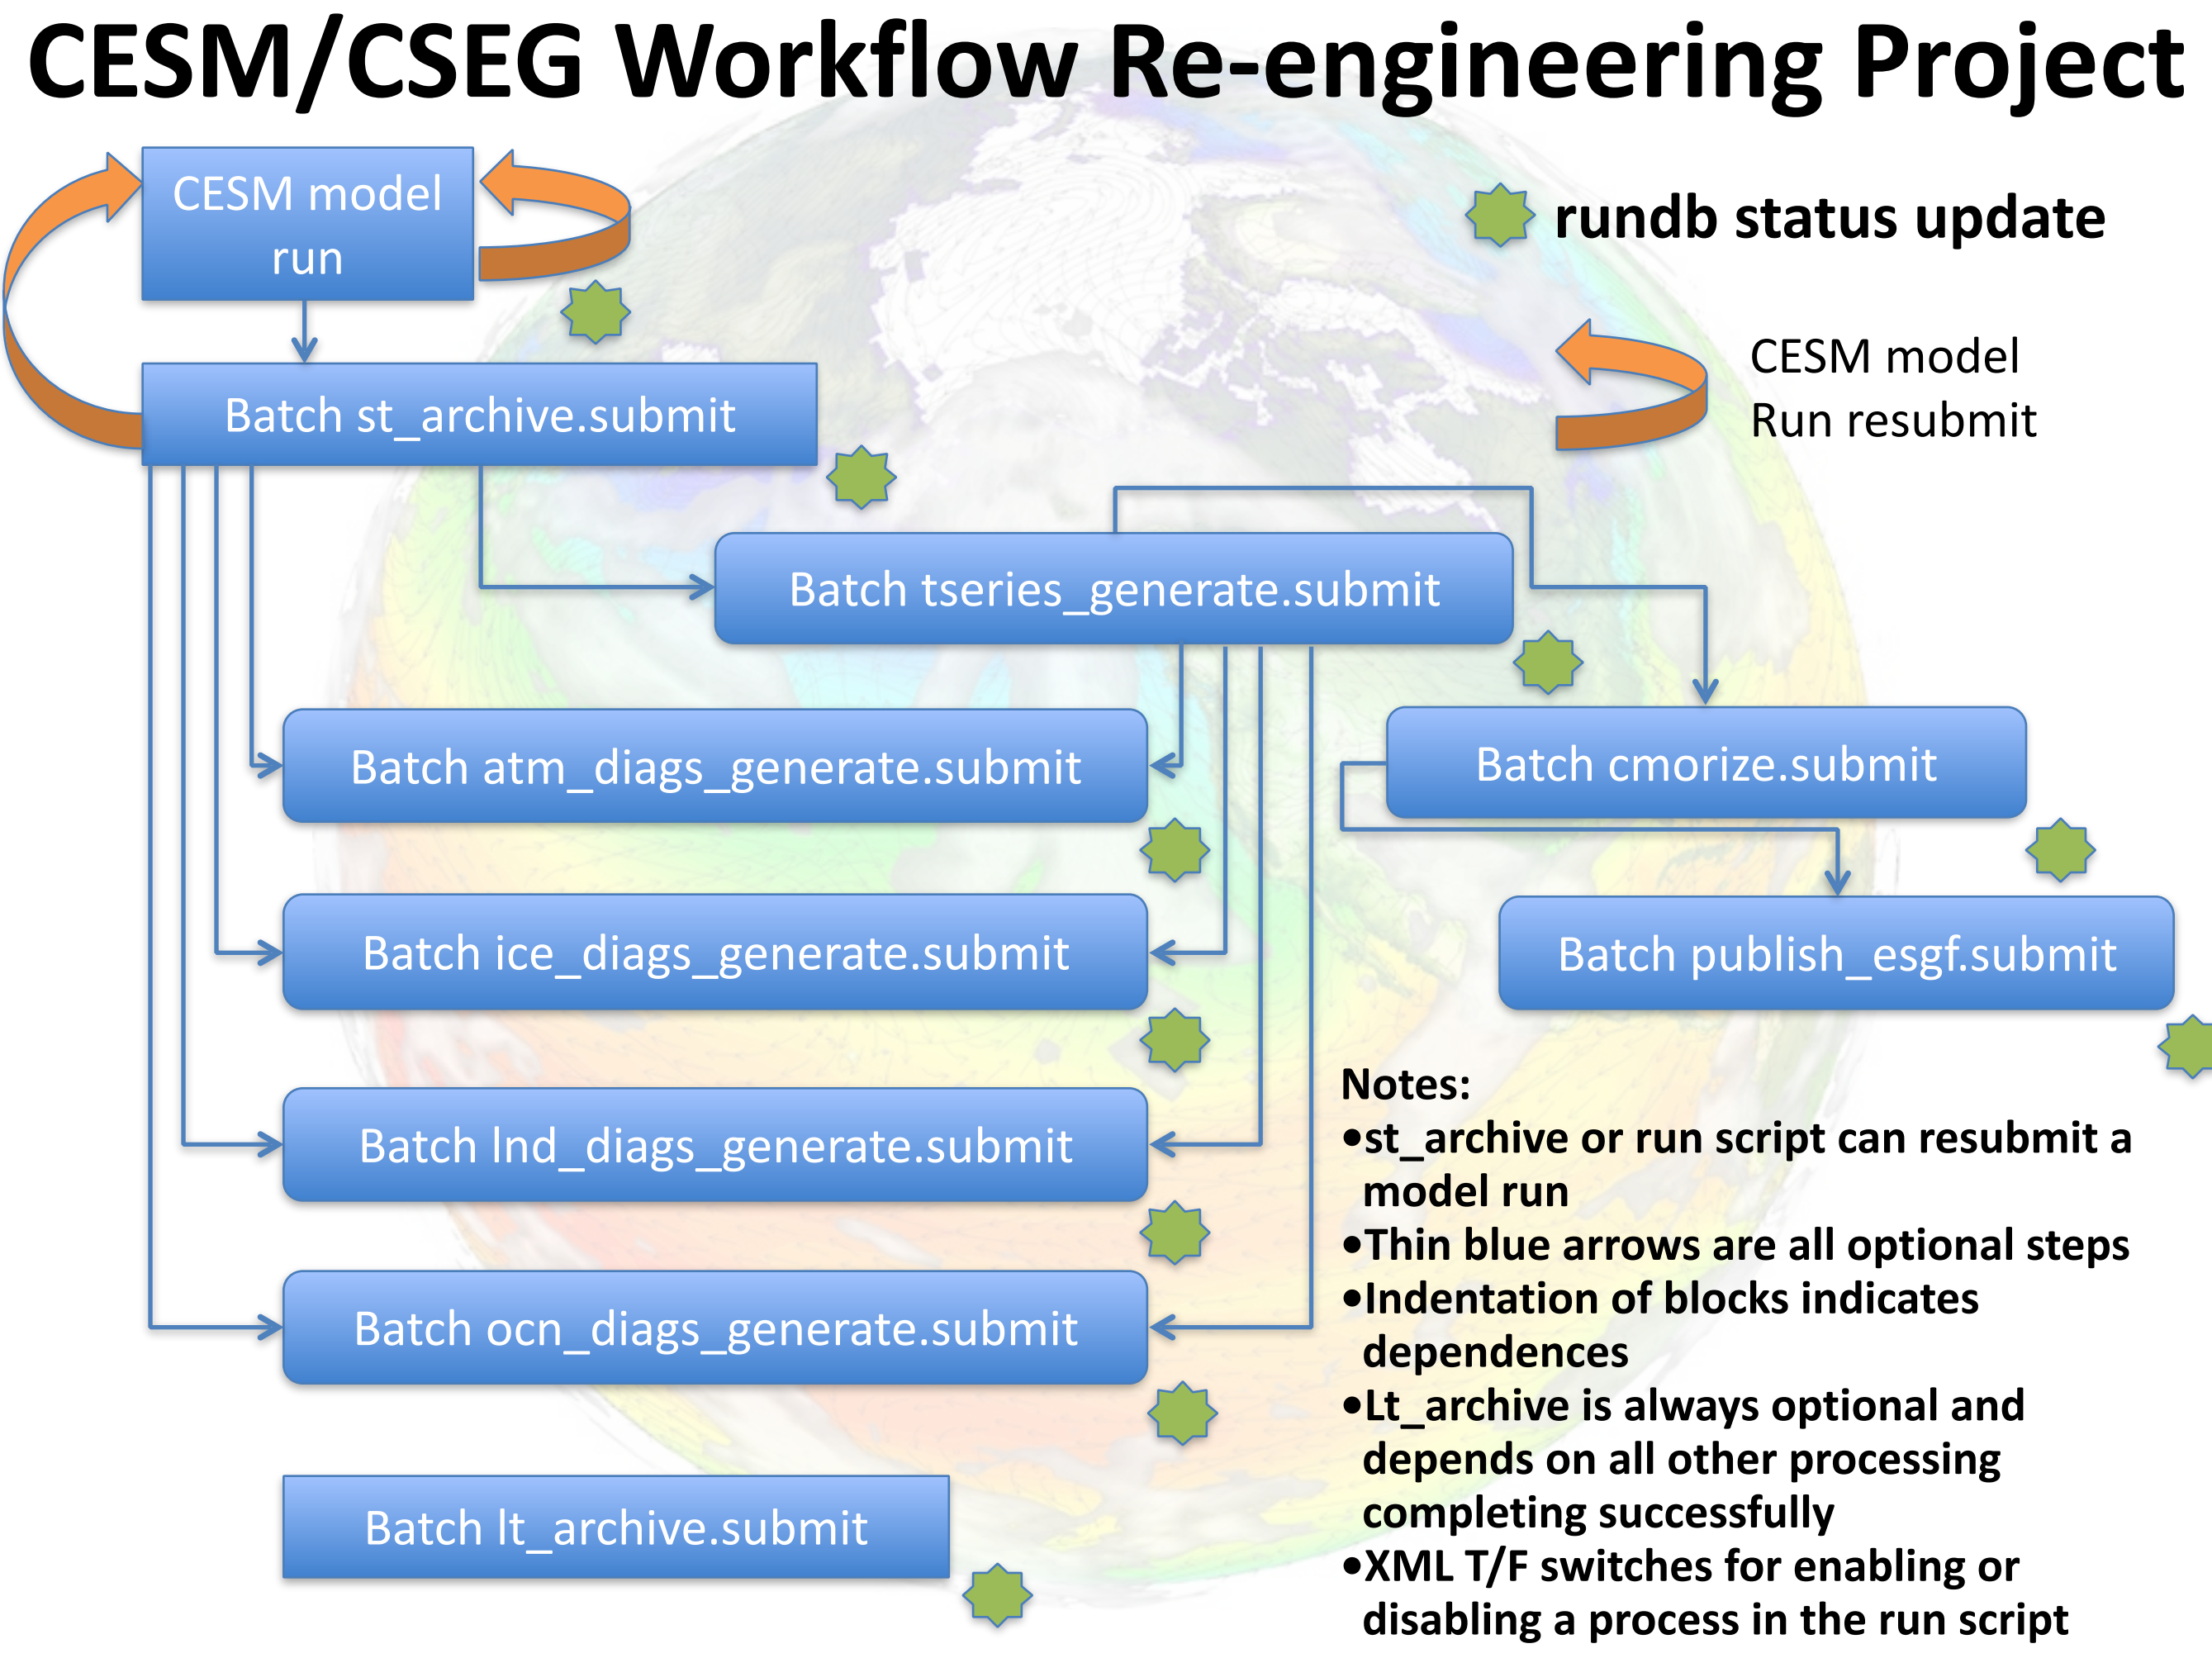 CESM/CSEG Workflow Re-engineering Project
CESM model
run
rundb status update
CESM model
Run resubmit
Batch st_archive.submit
Batch tseries_generate.submit
Batch atm_diags_generate.submit
Batch cmorize.submit
Batch ice_diags_generate.submit
Batch publish_esgf.submit
Batch lnd_diags_generate.submit
Batch ocn_diags_generate.submit
Batch lt_archive.submit
Notes:
•st_archive or run script can resubmit a
model run
•Thin blue arrows are all optional steps
•Indentation of blocks indicates
dependences
•Lt_archive is always optional and
depends on all other processing
completing successfully
•XML T/F switches for enabling or
disabling a process in the run script